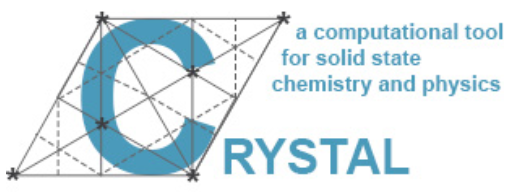 a computational tool
for solid state
chemistry and physics
CRYSTAL